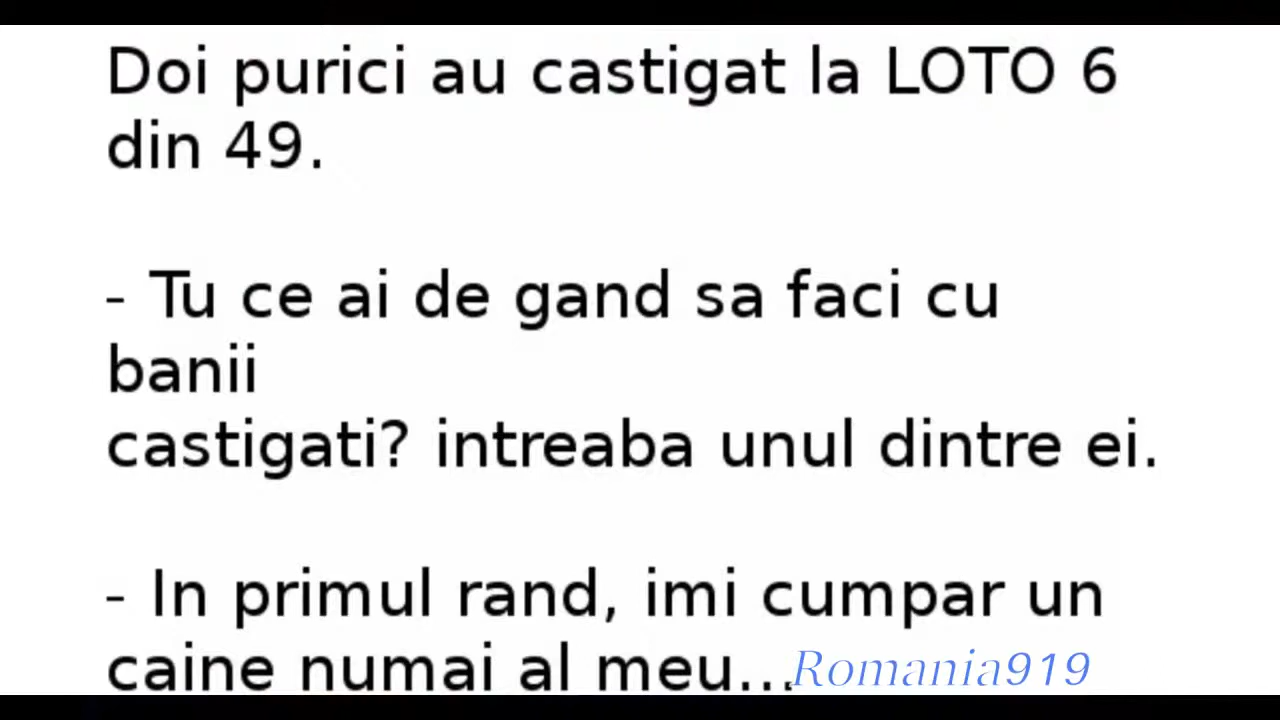 Doi purici au castigat la LOTO 6
din 49.
- Tu ce ai de gand sa faci cu
banii
castigati? intreaba unul dintre ei.
- In primul rand, imi cumpar un
caine numai al meu...
Romania919